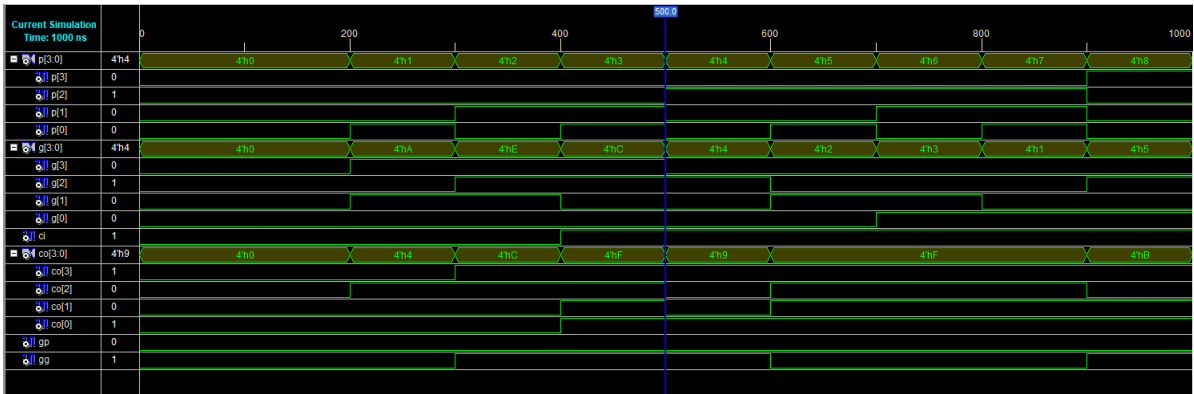 500.0
Current Simulation
Time: 1000 ns
0 200 400 600 800 1000
p[3:0] 4'h4 4'h0 4'h1 4'h2 4'h3 4'h4 4'h5 4'h6 4'h7 4'h8
p[3] 0
p[2] 1
p[1] 0
p[0] 0
g[3:0] 4'h4 4'h0 4'hA 4'hE 4'hC 4'h4 4'h2 4'h3 4'h1 4'h5
g[3] 0
g[2] 1
g[1] 0
g[0] 0
ci 1
co[3:0] 4'h9 4'h0 4'h4 4'hC 4'hF 4'h9 4'hF 4'hB
co[3] 1
co[2] 0
co[1] 0
co[0] 1
gp 0
gg 1